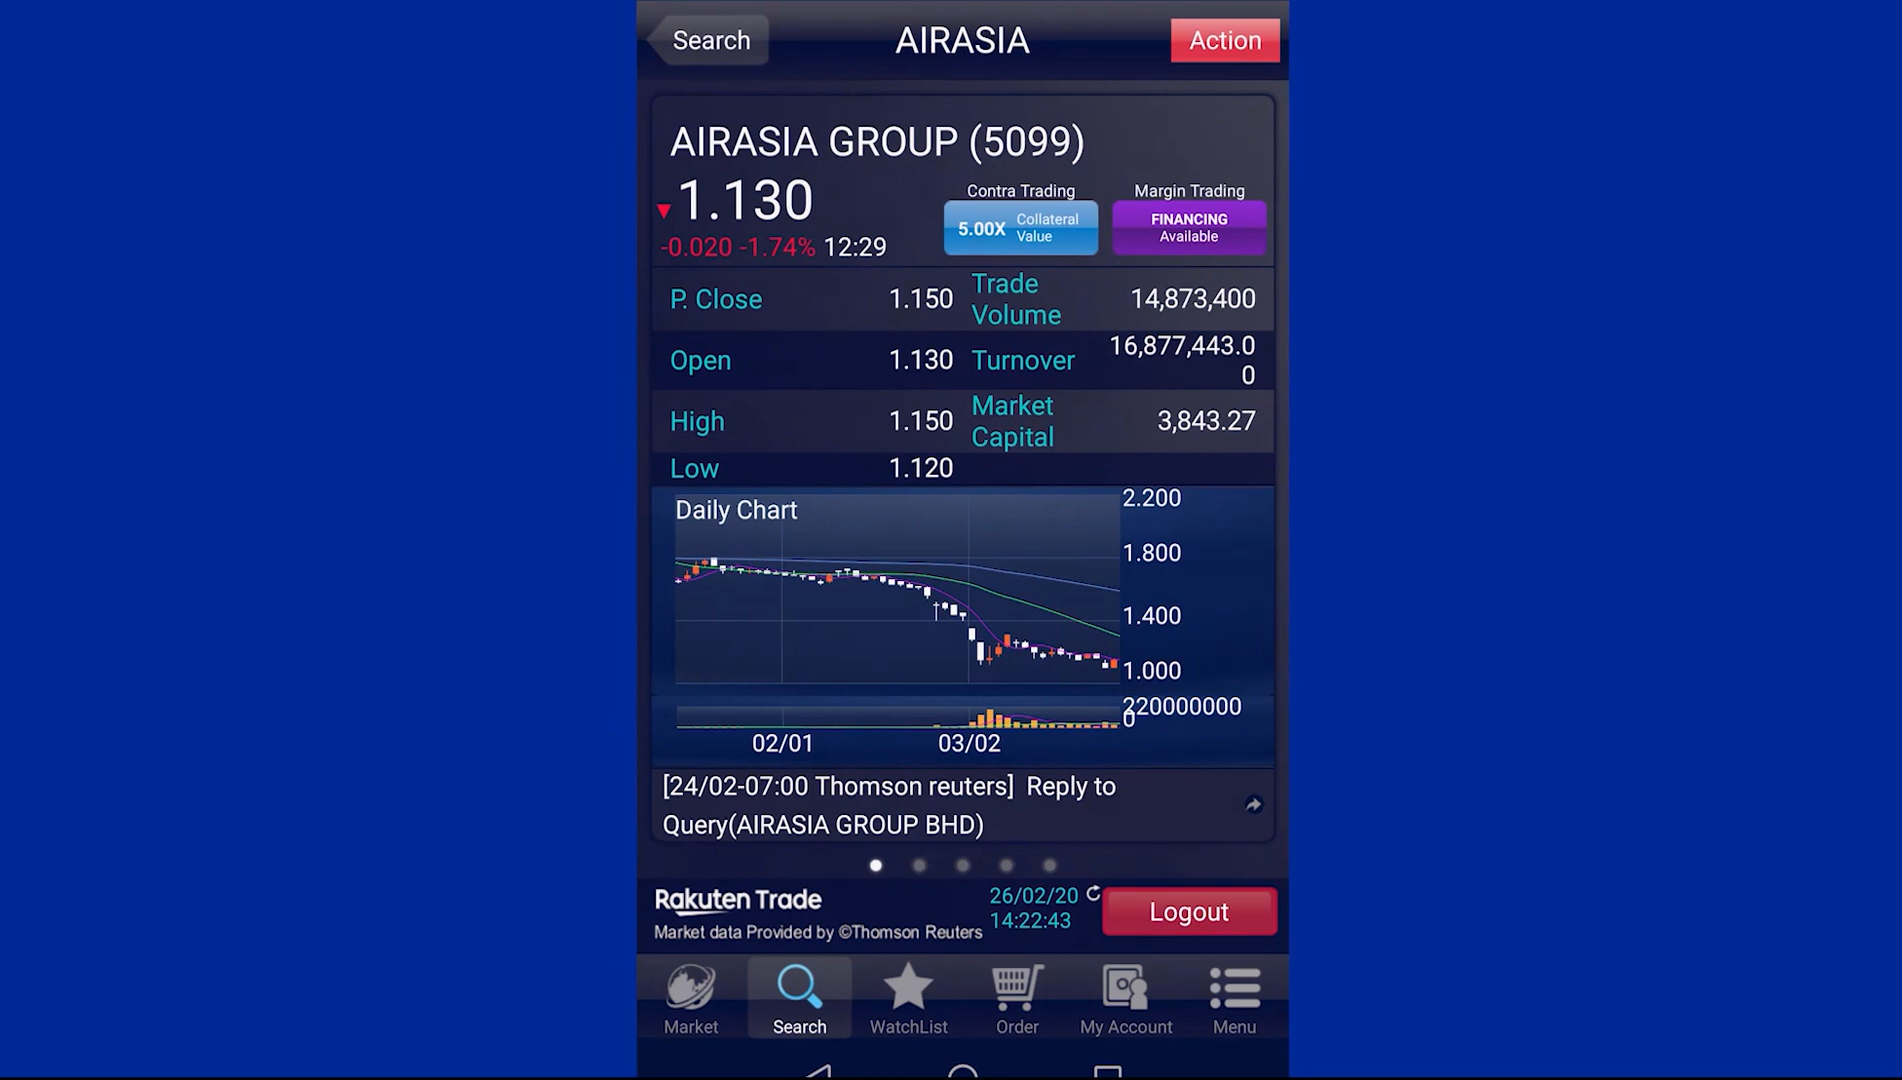 Search
AIRASIA
Action
AIRASIA GROUP (5099)
1.130
-0.020 -1.74% 12:29
Contra Trading
5.00X Collateral
Value
Margin Trading
FINANCING
Available
P. Close 1.150 Trade
Volume 14,873,400
Open 1.130 Turnover 16,877,443.0
0
High 1.150 Market
Capital 3,843.27
Low 1.120
Daily Chart
2.200
1.800
1.400
1.000
220000000
0
02/01 03/02
[24/02-07:00 Thomson reuters] Reply to
Query(AIRASIA GROUP BHD)
Rakuten Trade
Market data Provided by ©Thomson Reuters
26/02/20
14:22:43
Logout
Market Search WatchList Order My Account Menu